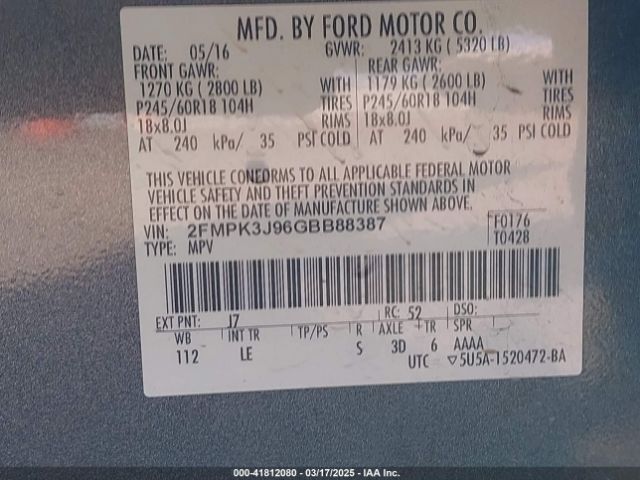 MFD. BY FORD MOTOR CO.
DATE: 05/16 GVWR: 2413 KG ( 5320 LB)
FRONT GAWR: REAR GAWR:
1270 KG ( 2800 LB) WITH 1179 KG ( 2600 LB) WITH
P245/60R18 104H TIRES P245/60R18 104H TIRES
18x8.0J RIMS 18x8.0J RIMS
AT 240 kPa/ 35 PSI COLD AT 240 kPa/ 35 PSI COLD
THIS VEHICLE CONFORMS TO ALL APPLICABLE FEDERAL MOTOR
VEHICLE SAFETY AND THEFT PREVENTION STANDARDS IN
EFFECT ON THE DATE OF MANUFACTURE SHOWN ABOVE.
VIN: 2FMPK3J96GBB88387 F0176
TYPE: MPV T0428
EXT PNT: J7 RC: 52 DSO:
WB INT TR TP/PS R AXLE TR SPR
112 LE S 3D 6 AAAA
UTC ▽5U5A-1520472-BA
000-41812080 - 03/17/2025 - IAA Inc.